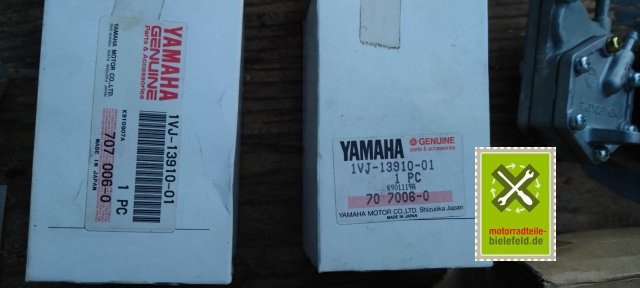 YAMAHA
GENUINE
Parts & Accessories
YAMAHA MOTOR CO., LTD.
K910907A
1VJ-13910-01
1 PC
707 006-0
MADE IN JAPAN
YAMAHA
GENUINE
parts & accessories
1VJ-13910-01
1 PC
K901119A
70 7006-0
YAMAHA MOTOR CO., LTD. Shizuoka Japan
MADE IN JAPAN
motorradteile-
bielefeld.de